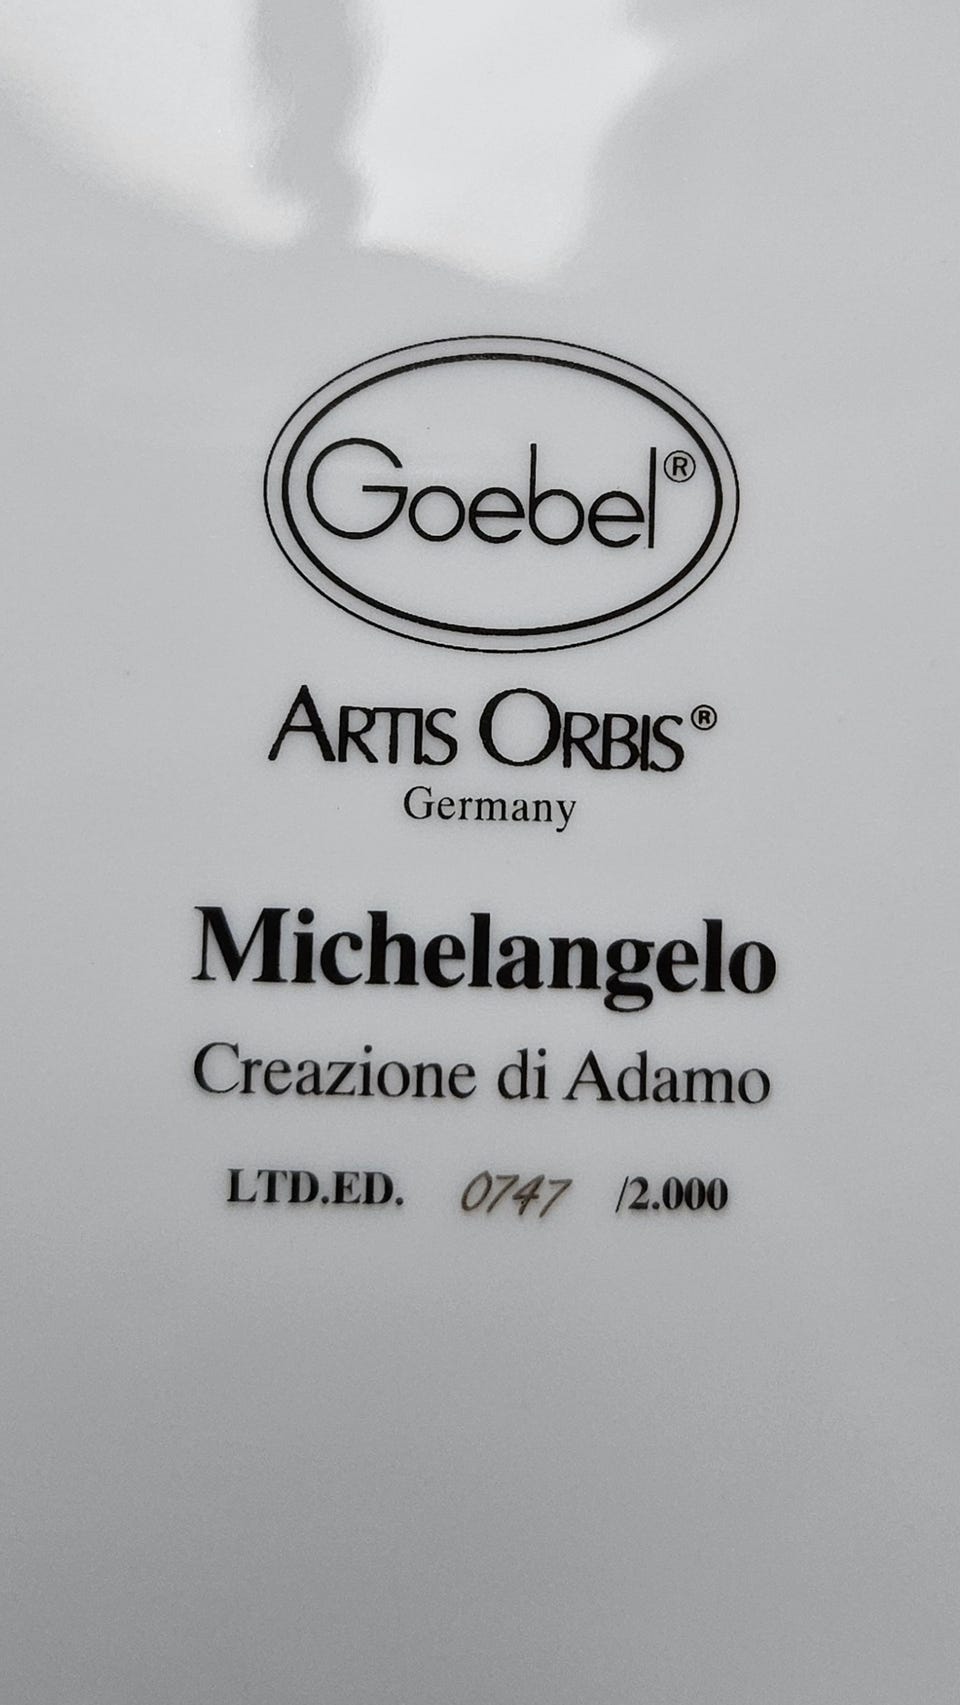 Goebel®
ARTIS ORBIS®
Germany
Michelangelo
Creazione di Adamo
LTD.ED. 0747 /2.000